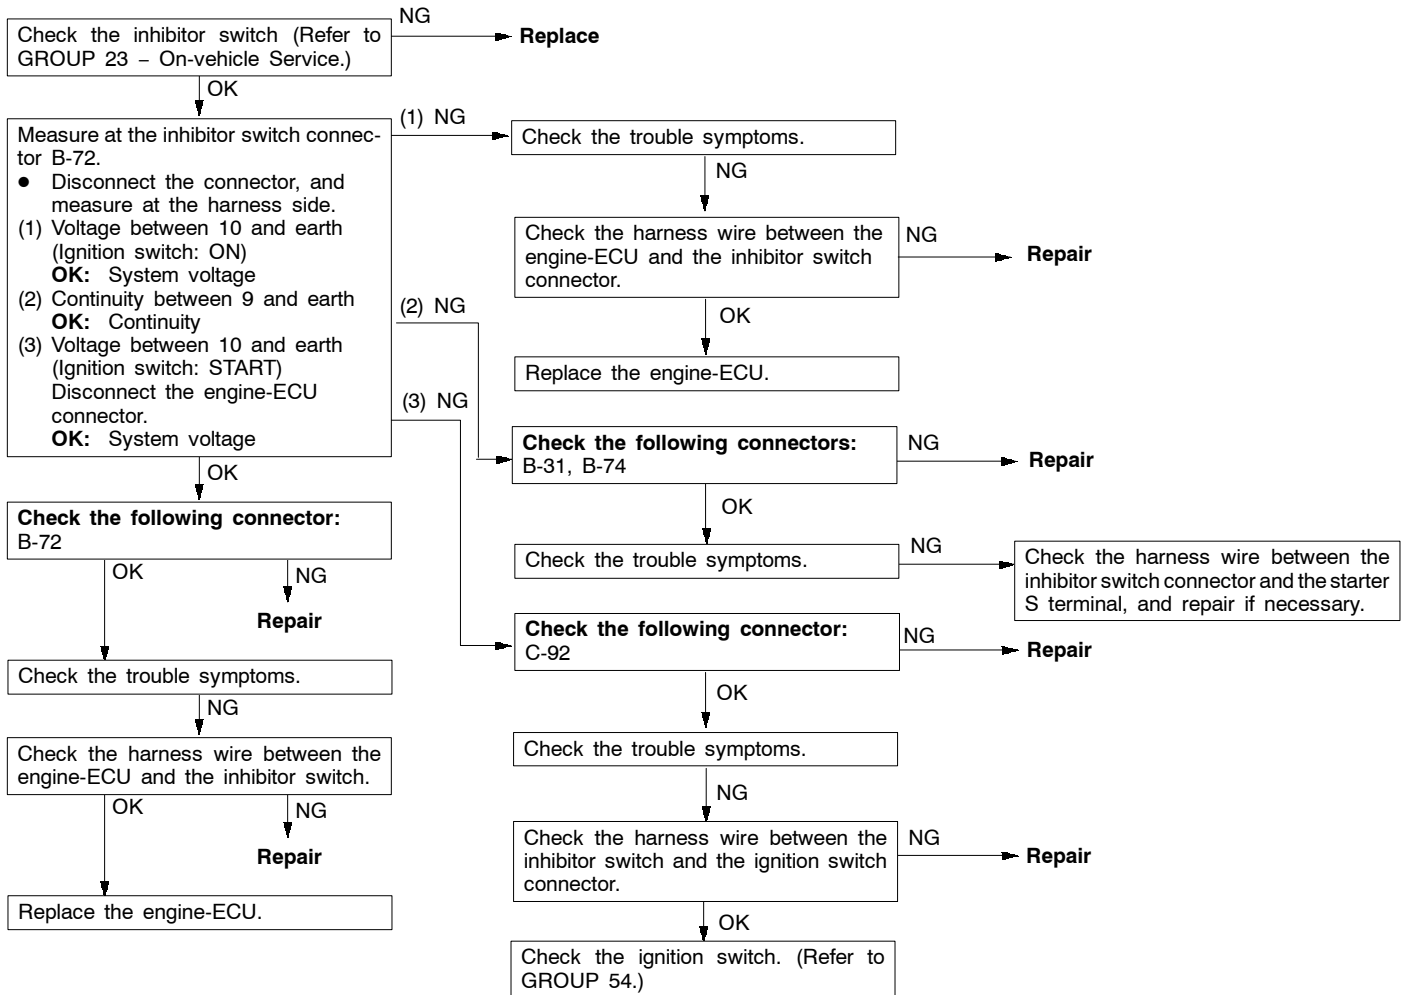 Check the inhibitor switch (Refer to
GROUP 23 – On-vehicle Service.)
NG
Replace
OK
Measure at the inhibitor switch connec-
tor B-72.
● Disconnect the connector, and
measure at the harness side.
(1) Voltage between 10 and earth
(Ignition switch: ON)
OK: System voltage
(2) Continuity between 9 and earth
OK: Continuity
(3) Voltage between 10 and earth
(Ignition switch: START)
Disconnect the engine-ECU
connector.
OK: System voltage
(1) NG
Check the trouble symptoms.
NG
Check the harness wire between the
engine-ECU and the inhibitor switch
connector.
NG
Repair
OK
Replace the engine-ECU.
(2) NG
Check the following connectors:
B-31, B-74
NG
Repair
OK
Check the trouble symptoms.
NG
Check the harness wire between the
inhibitor switch connector and the starter
S terminal, and repair if necessary.
(3) NG
Check the following connector:
C-92
NG
Repair
OK
Check the trouble symptoms.
NG
Check the harness wire between the
inhibitor switch and the ignition switch
connector.
NG
Repair
OK
Check the ignition switch. (Refer to
GROUP 54.)
OK
Check the following connector:
B-72
OK
NG
Repair
Check the trouble symptoms.
NG
Check the harness wire between the
engine-ECU and the inhibitor switch.
OK
NG
Repair
Replace the engine-ECU.